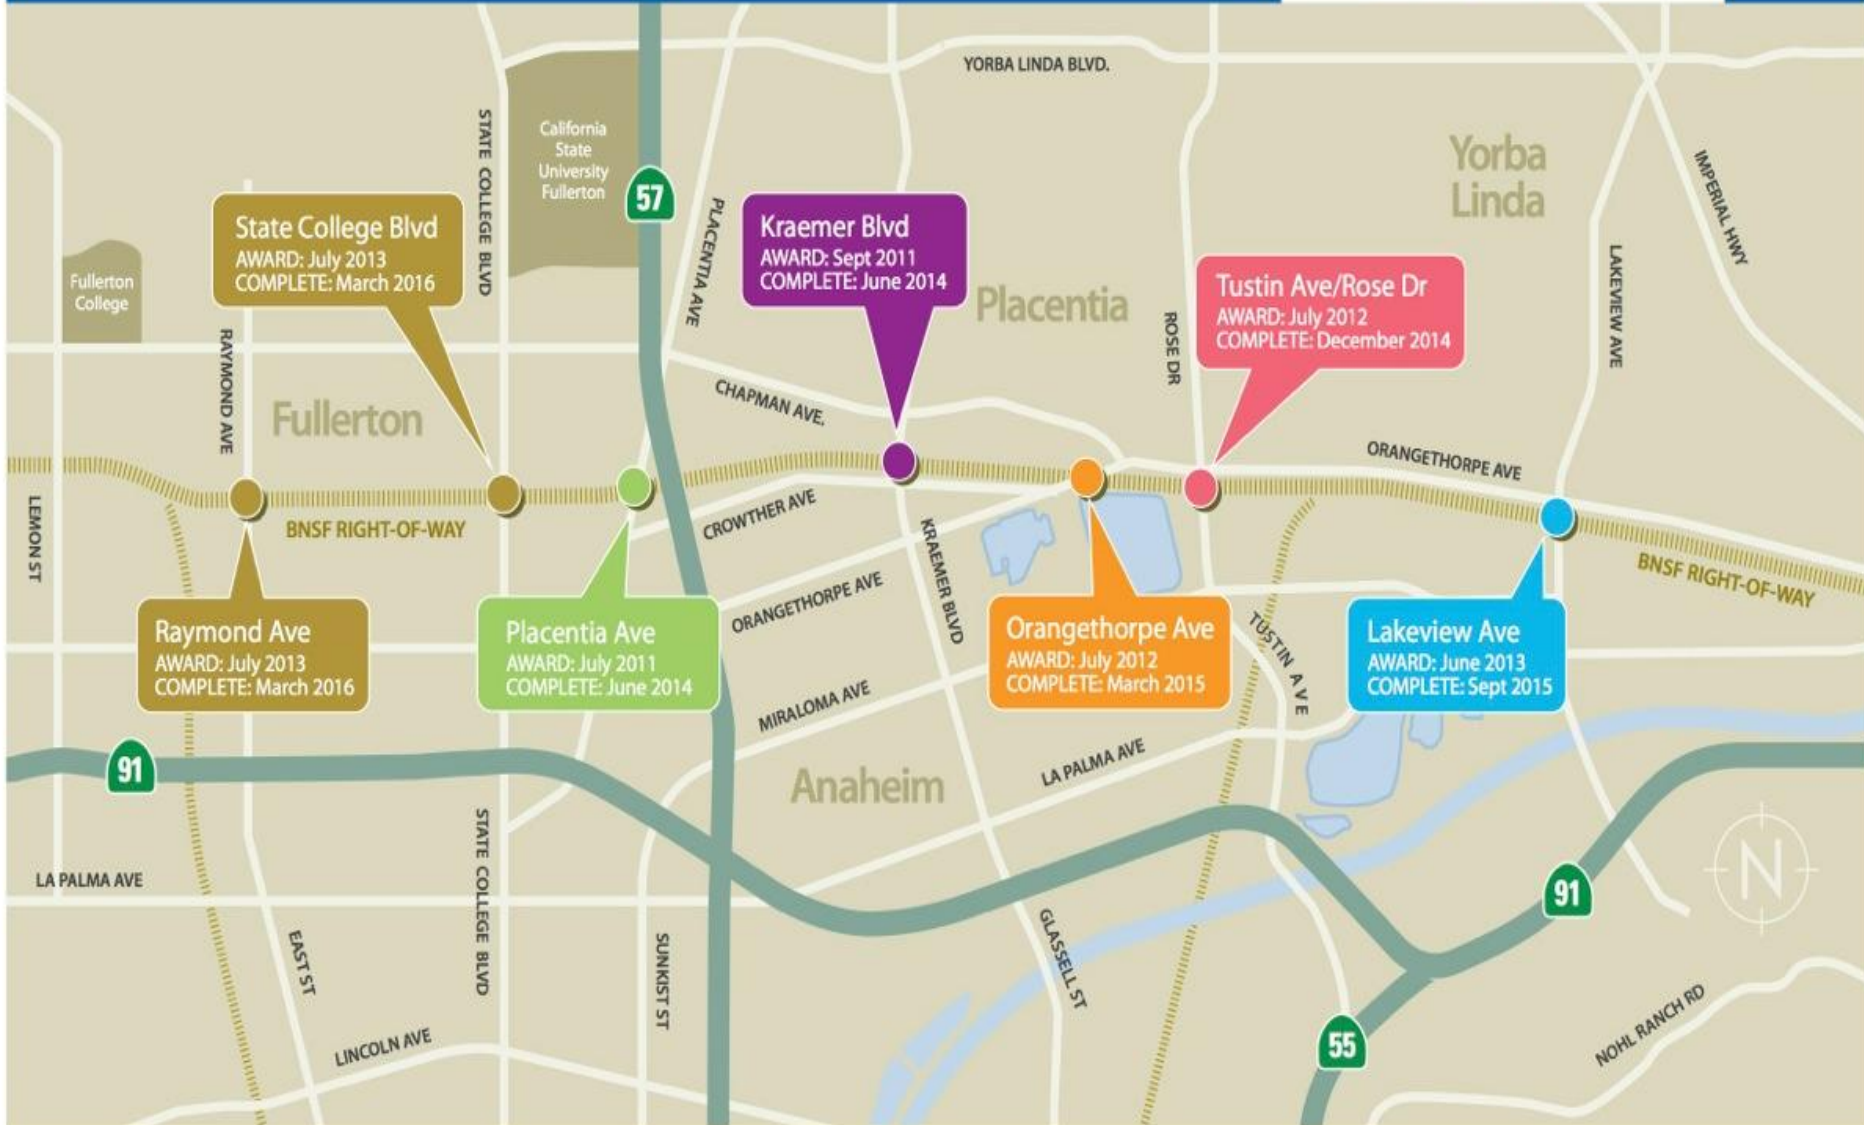 YORBA LINDA BLVD.
STATE COLLEGE BLVD
California
State
University
Fullerton
57
PLACENTIA AVE
Yorba
Linda
IMPERIAL HWY
State College Blvd
AWARD: July 2013
COMPLETE: March 2016
Kraemer Blvd
AWARD: Sept 2011
COMPLETE: June 2014
Fullerton
College
Placentia
Tustin Ave/Rose Dr
AWARD: July 2012
COMPLETE: December 2014
LAKEVIEW AVE
ROSE DR
RAYMOND AVE
Fullerton
CHAPMAN AVE.
ORANGETHORPE AVE
LEMON ST
BNSF RIGHT-OF-WAY
CROWTHER AVE
KRAEMER BLVD
ORANGETHORPE AVE
BNSF RIGHT-OF-WAY
Raymond Ave
AWARD: July 2013
COMPLETE: March 2016
Placentia Ave
AWARD: July 2011
COMPLETE: June 2014
Orangethorpe Ave
AWARD: July 2012
COMPLETE: March 2015
TUSTIN AVE
Lakeview Ave
AWARD: June 2013
COMPLETE: Sept 2015
MIRALOMA AVE
91
Anaheim
LA PALMA AVE
LA PALMA AVE
STATE COLLEGE BLVD
N
91
EAST ST
SUNKIST ST
GLASSELL ST
LINCOLN AVE
55
NOHL RANCH RD